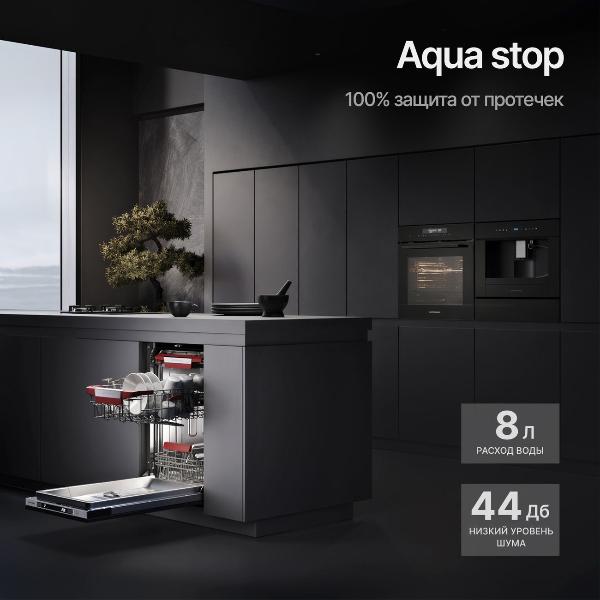 Aqua stop
100% защита от протечек
8 л
РАСХОД ВОДЫ
44 Дб
НИЗКИЙ УРОВЕНЬ
ШУМА